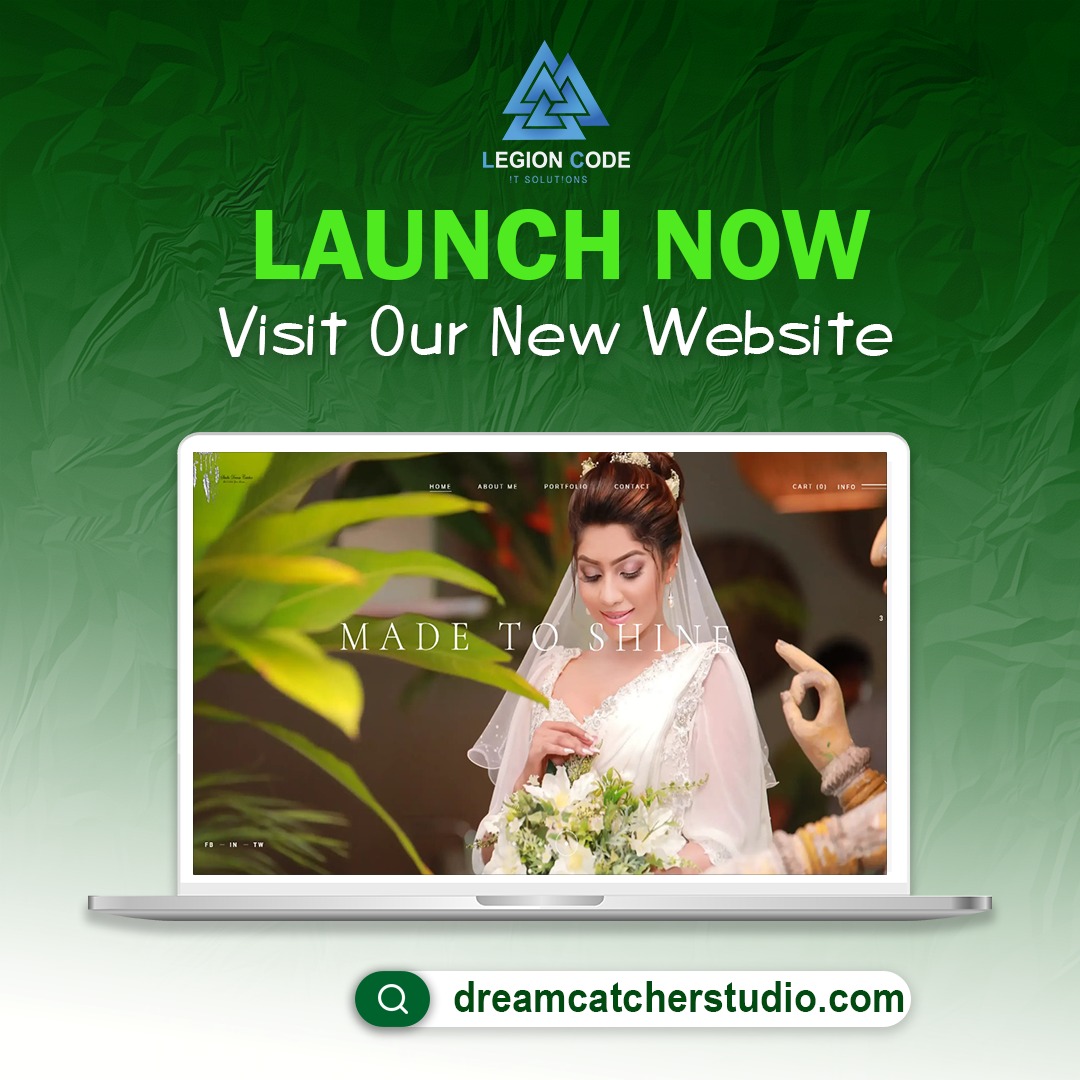 LEGION CODE
IT SOLUTIONS
LAUNCH NOW
Visit Our New Website
HOME ABOUT ME PORTFOLIO CONTACT CART (0) INFO
3
MADE TO SHINE
FB — IN — TW
dreamcatcherstudio.com